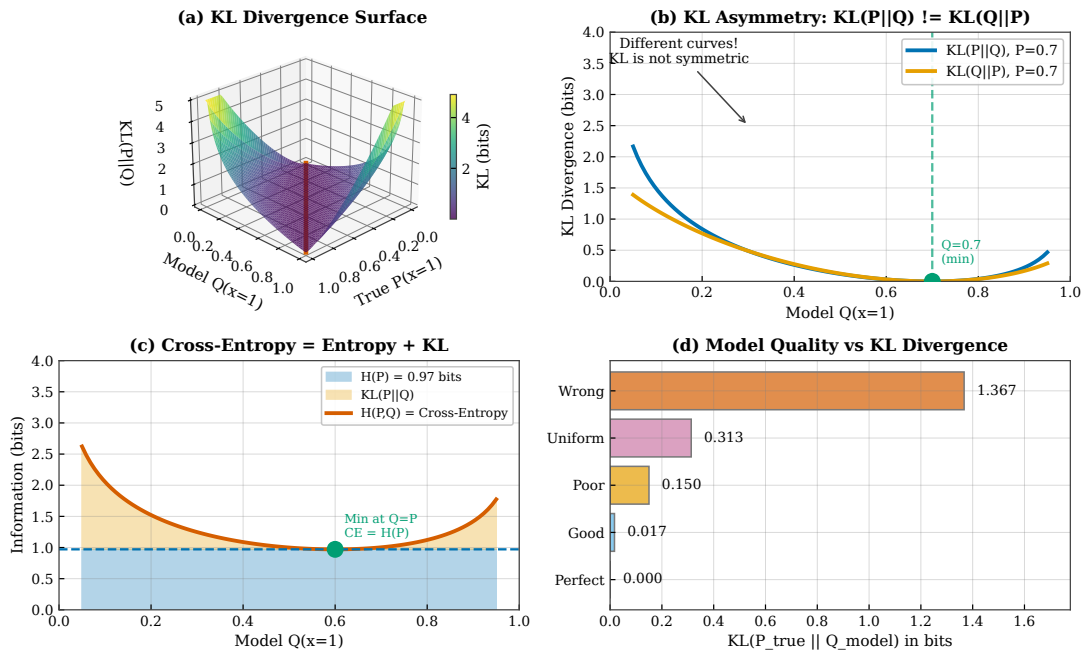 (a) KL Divergence Surface
5
4
3
2
1
0
KL(P||Q)
0.0
0.2
0.4
0.6
0.8
1.0
Model Q(x=1)
0.0
0.2
0.4
0.6
0.8
1.0
True P(x=1)
4
2
KL (bits)
(b) KL Asymmetry: KL(P||Q) != KL(Q||P)
Different curves!
KL is not symmetric
KL(P||Q), P=0.7
KL(Q||P), P=0.7
Q=0.7
(min)
4.0
3.5
3.0
2.5
2.0
1.5
1.0
0.5
0.0
KL Divergence (bits)
0.0 0.2 0.4 0.6 0.8 1.0
Model Q(x=1)
(c) Cross-Entropy = Entropy + KL
H(P) = 0.97 bits
KL(P||Q)
H(P,Q) = Cross-Entropy
Min at Q=P
CE = H(P)
4.0
3.5
3.0
2.5
2.0
1.5
1.0
0.5
0.0
Information (bits)
0.0 0.2 0.4 0.6 0.8 1.0
Model Q(x=1)
(d) Model Quality vs KL Divergence
Wrong 1.367
Uniform 0.313
Poor 0.150
Good 0.017
Perfect 0.000
0.0 0.2 0.4 0.6 0.8 1.0 1.2 1.4 1.6
KL(P_true || Q_model) in bits